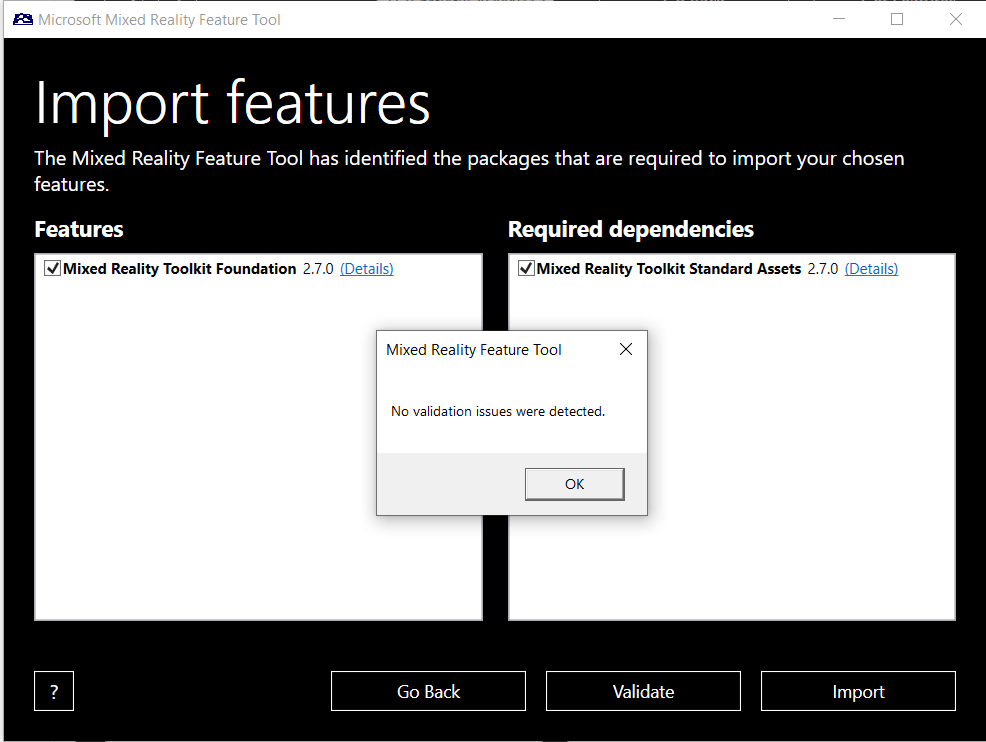 Microsoft Mixed Reality Feature Tool
Import features
The Mixed Reality Feature Tool has identified the packages that are required to import your chosen
features.
Features
Mixed Reality Toolkit Foundation 2.7.0 (Details)
Required dependencies
Mixed Reality Toolkit Standard Assets 2.7.0 (Details)
Mixed Reality Feature Tool
No validation issues were detected.
OK
?
Go Back
Validate
Import